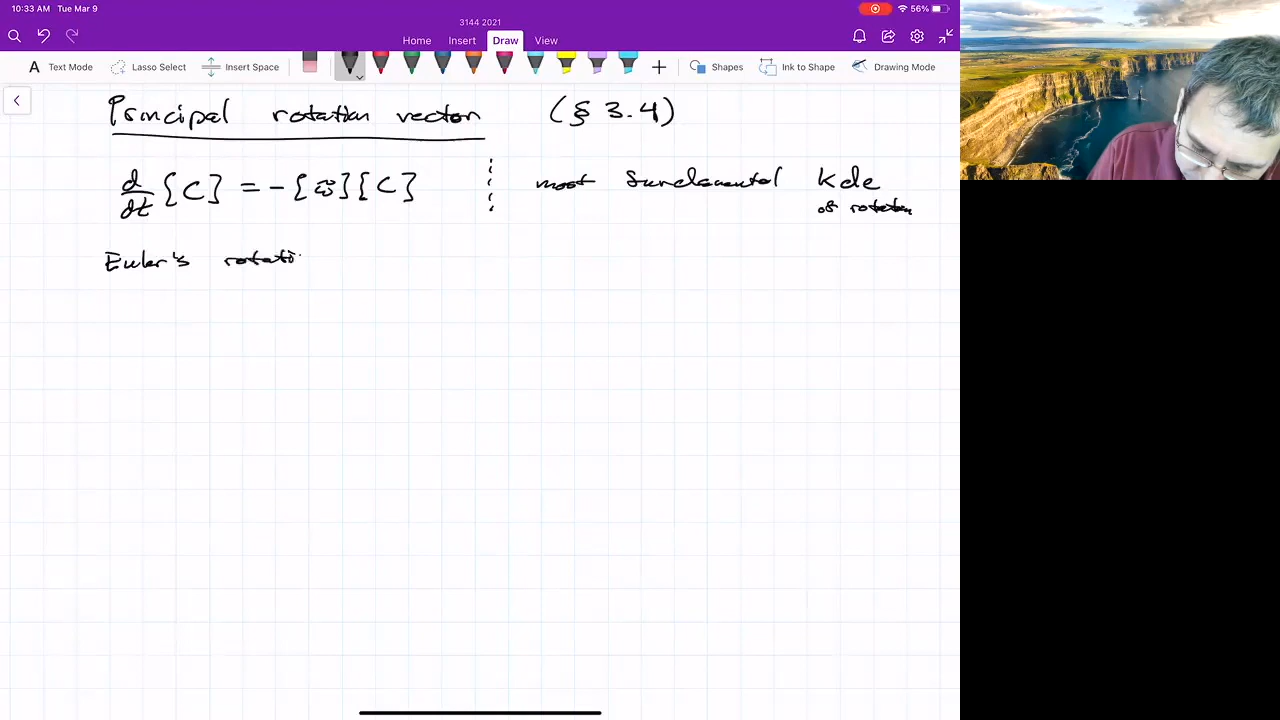 10:33 AM Tue Mar 9
56%
3144 2021
Home Insert Draw View
Text Mode Lasso Select Insert Space Shapes Ink to Shape Drawing Mode
Principal rotation vector (§ 3.4)
d/dt [C] = -[ω̃][C] most fundamental Kde
of rotation
Euler's rotati